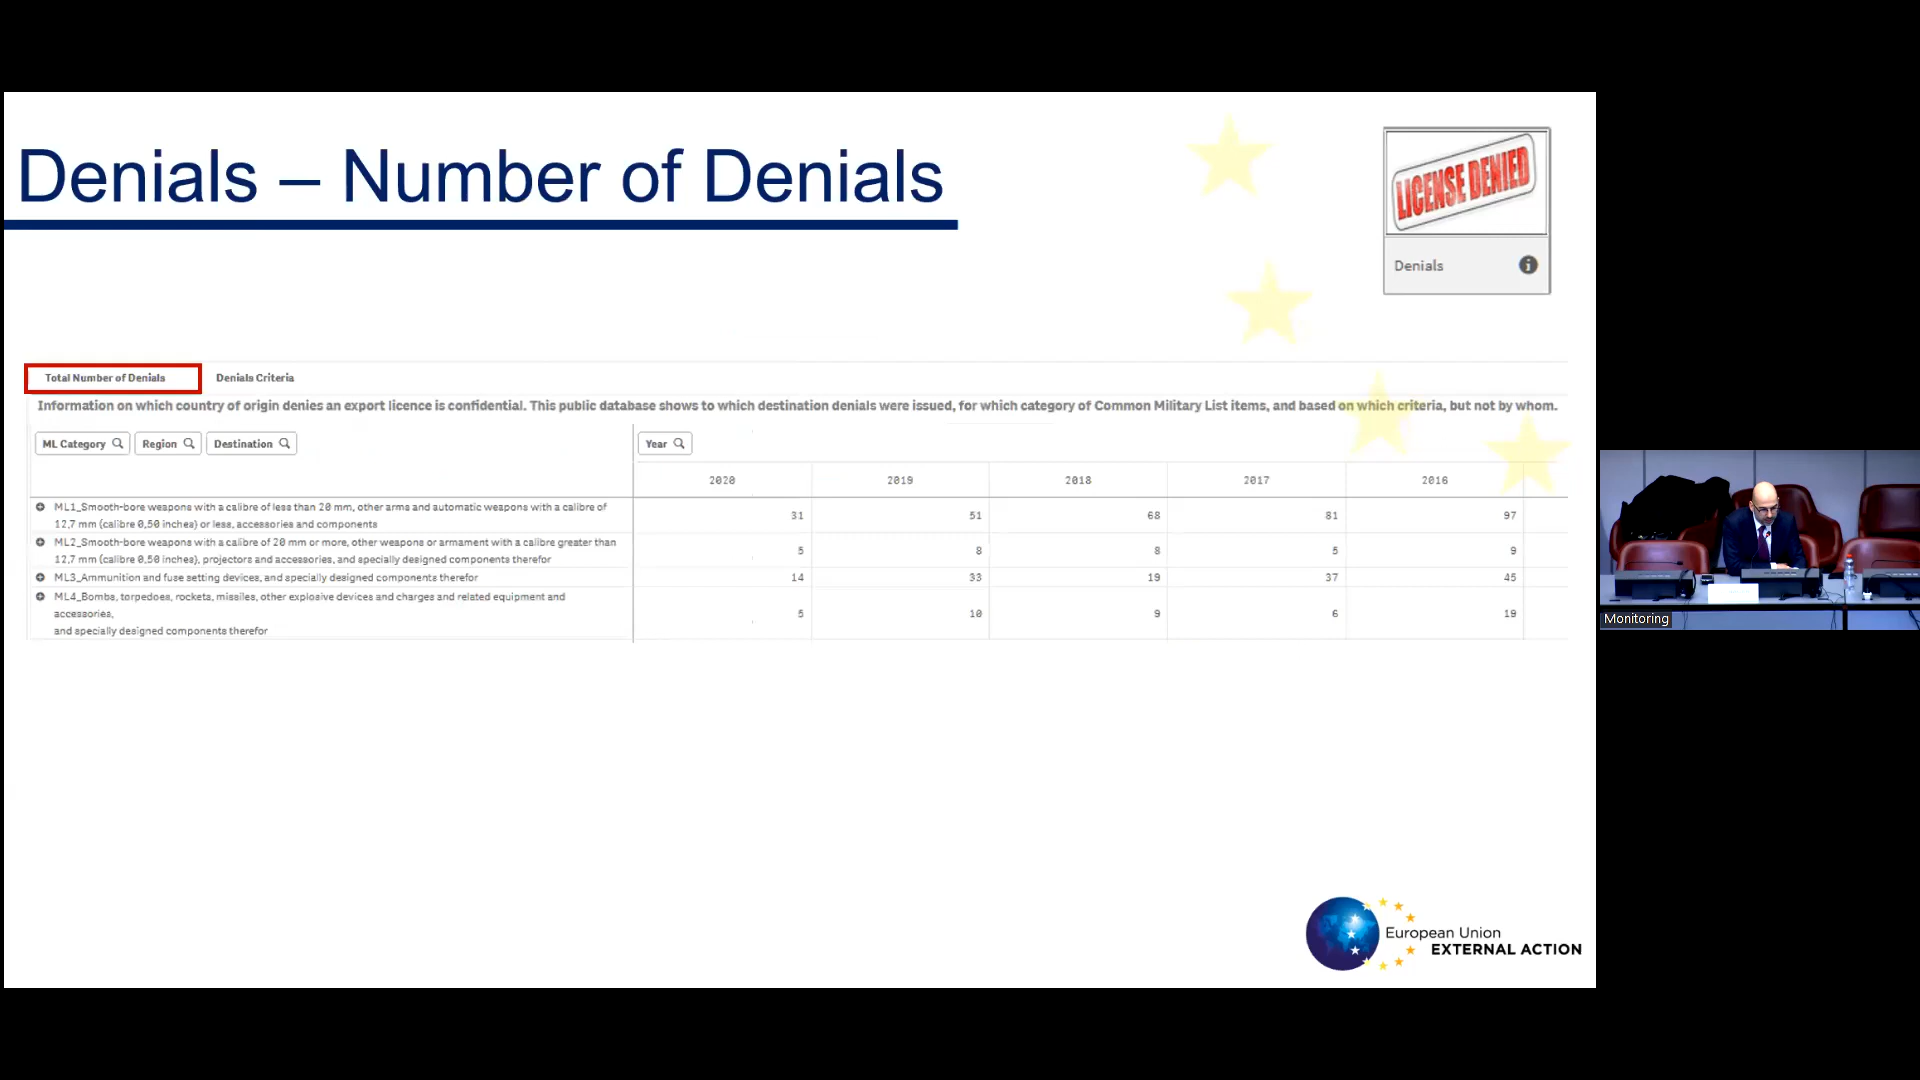 Denials – Number of Denials
LICENSE DENIED
Denials
Total Number of Denials
Denials Criteria
Information on which country of origin denies an export licence is confidential. This public database shows to which destination denials were issued, for which category of Common Military List items, and based on which criteria, but not by whom.
ML Category
Region
Destination
Year
2020 2019 2018 2017 2016
ML1_Smooth-bore weapons with a calibre of less than 20 mm, other arms and automatic weapons with a calibre of
12,7 mm (calibre 0,50 inches) or less, accessories and components
31 51 68 81 97
ML2_Smooth-bore weapons with a calibre of 20 mm or more, other weapons or armament with a calibre greater than
12,7 mm (calibre 0.50 inches), projectors and accessories, and specially designed components therefor
5 8 8 5 9
ML3_Ammunition and fuse setting devices, and specially designed components therefor
14 33 19 37 45
ML4_Bombs, torpedoes, rockets, missiles, other explosive devices and charges and related equipment and
accessories,
and specially designed components therefor
5 10 9 6 19
European Union
EXTERNAL ACTION
Monitoring